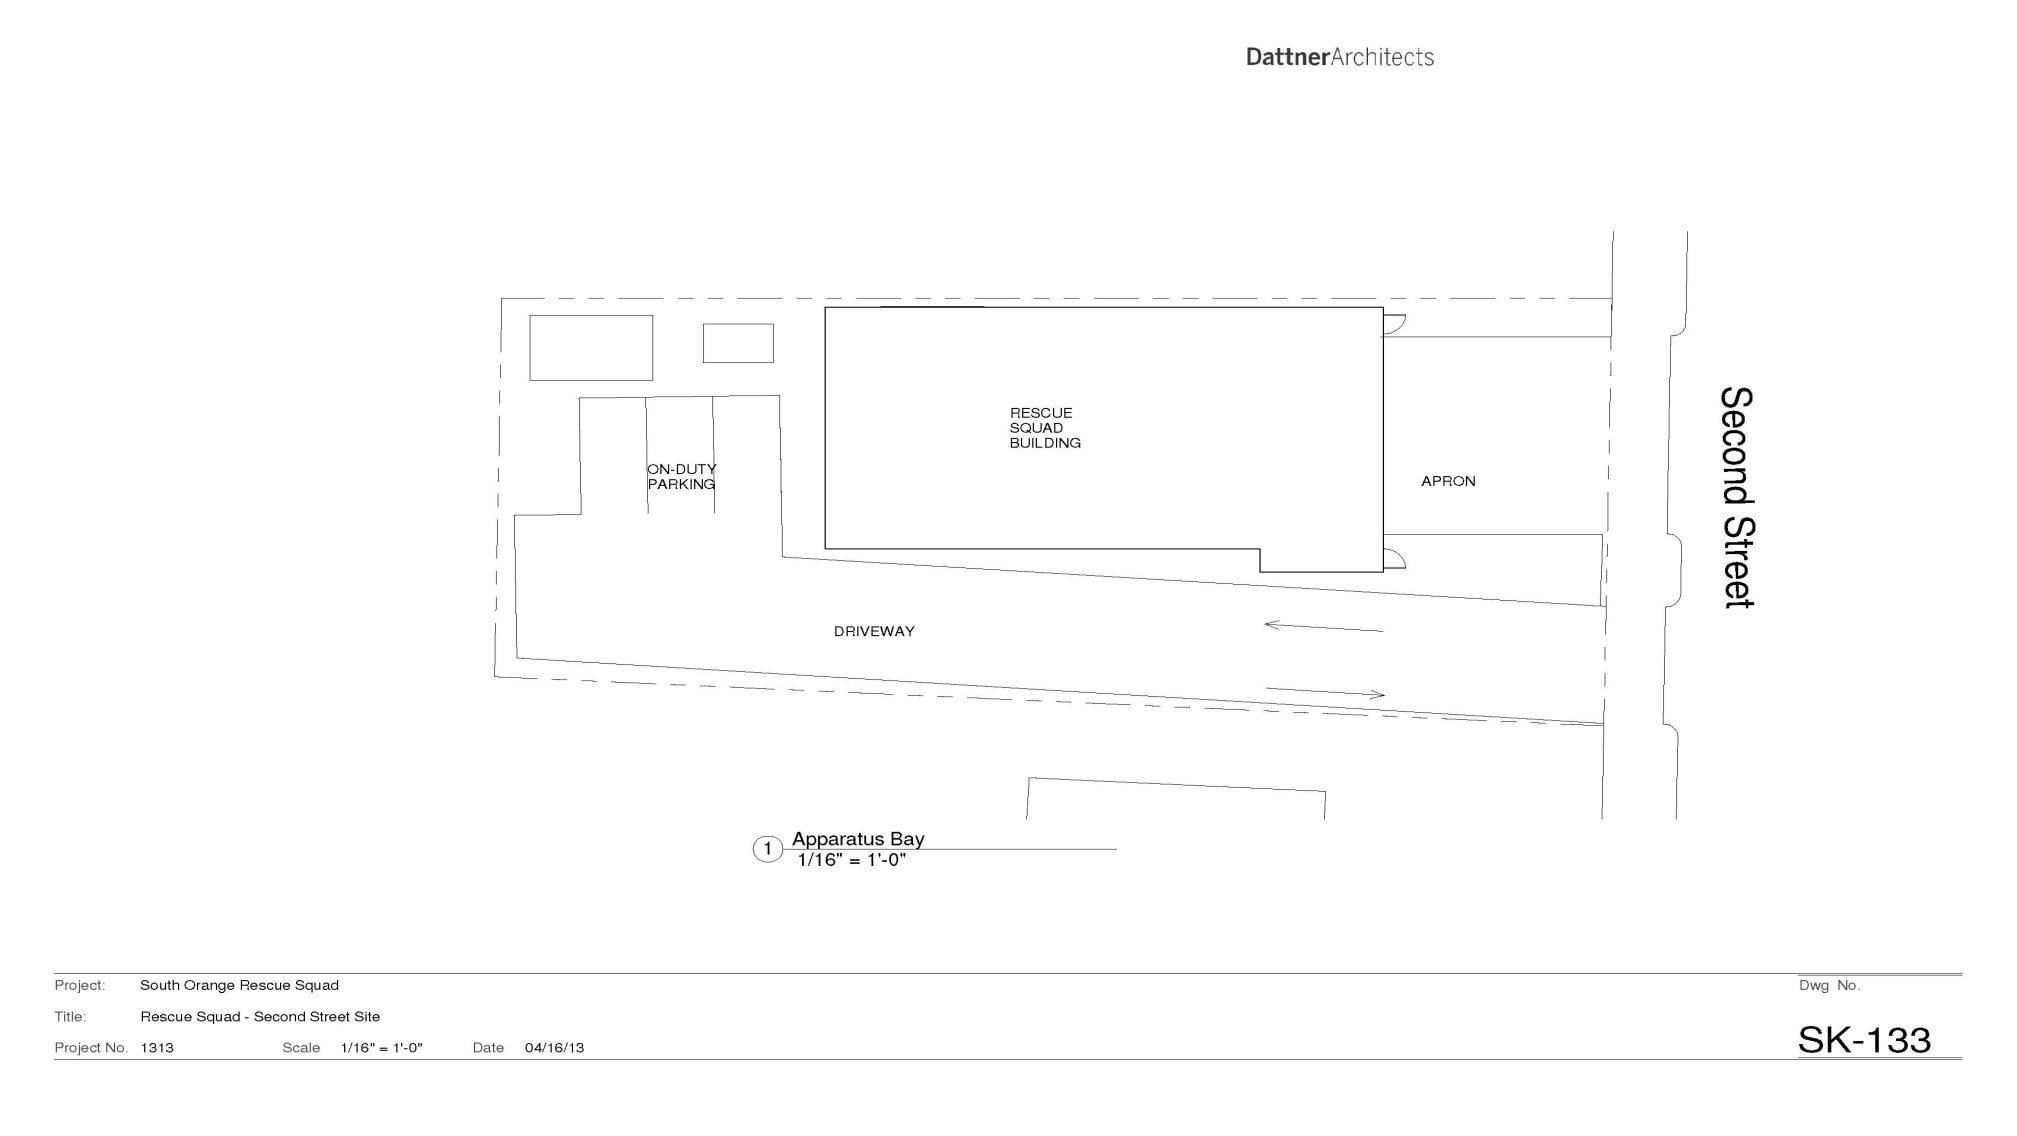 DattnerArchitects
RESCUE
SQUAD
BUILDING
ON-DUTY
PARKING
APRON
Second Street
DRIVEWAY
1 Apparatus Bay
1/16" = 1'-0"
Project: South Orange Rescue Squad
Dwg No.
Title: Rescue Squad - Second Street Site
Project No. 1313 Scale 1/16" = 1'-0" Date 04/16/13
SK-133